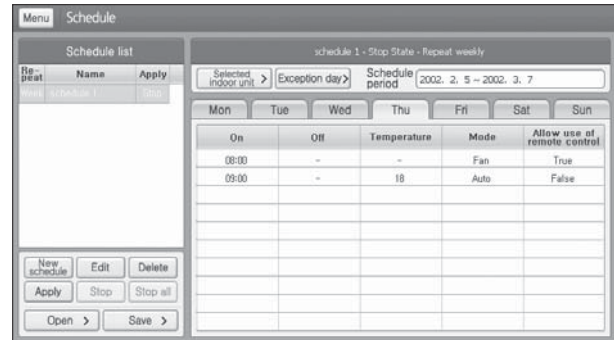 Menu Schedule
Schedule list
Re-peat Name Apply
Week schedule 1 Stop
New schedule Edit Delete
Apply Stop Stop all
Open > Save >
schedule 1 - Stop State - Repeat weekly
Selected indoor unit > Exception day> Schedule period 2002. 2. 5 ~ 2002. 3. 7
Mon Tue Wed Thu Fri Sat Sun
On Off Temperature Mode Allow use of remote control
08:00 - - Fan True
09:00 - 18 Auto False